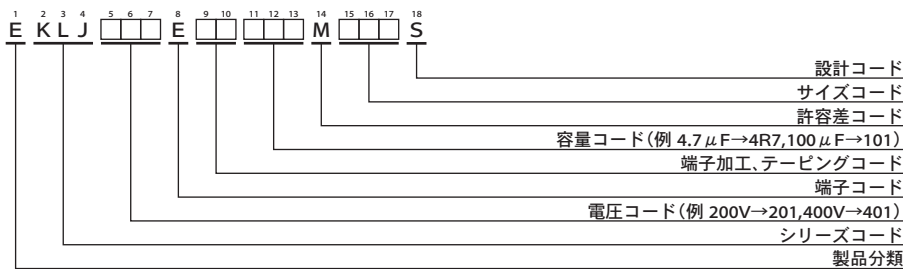 1 2 3 4 5 6 7 8 9 10 11 12 13 14 15 16 17 18
E KLJ □□□ E □□ □□□ M □□□ S
設計コード
サイズコード
許容差コード
容量コード(例 4.7μF→4R7,100μF→101)
端子加工、テーピングコード
端子コード
電圧コード(例 200V→201,400V→401)
シリーズコード
製品分類